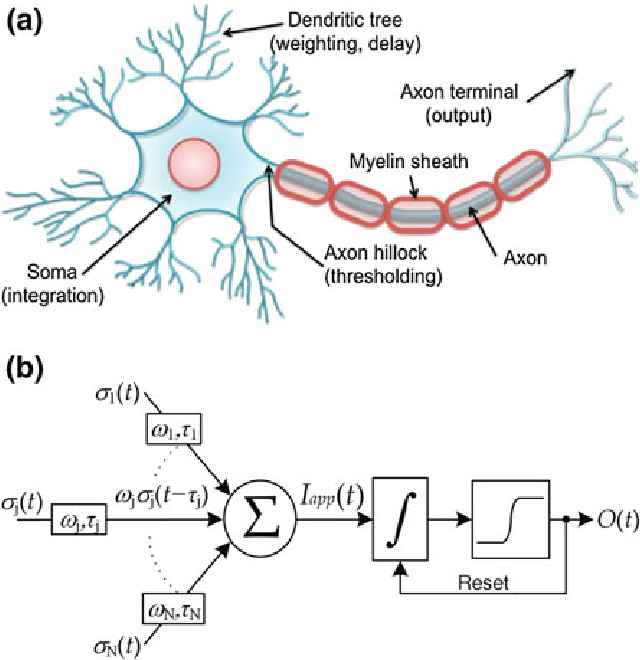 (a)
Dendritic tree
(weighting, delay)
Axon terminal
(output)
Myelin sheath
Soma
(integration)
Axon hillock
(thresholding)
Axon
(b)
σ1(t)
ω1,τ1
σj(t)
ωj,τj
ωjσj(t−τj)
Σ
Iapp(t)
∫
O(t)
Reset
ωN,τN
σN(t)